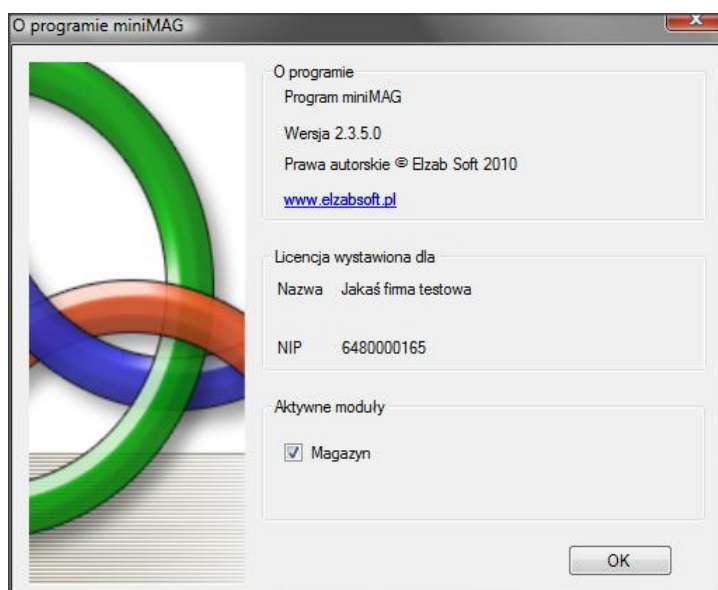 O programie miniMAG
O programie
Program miniMAG
Wersja 2.3.5.0
Prawa autorskie © Elzab Soft 2010
www.elzabsoft.pl
Licencja wystawiona dla
Nazwa Jakaś firma testowa
NIP 6480000165
Aktywne moduły
Magazyn
OK